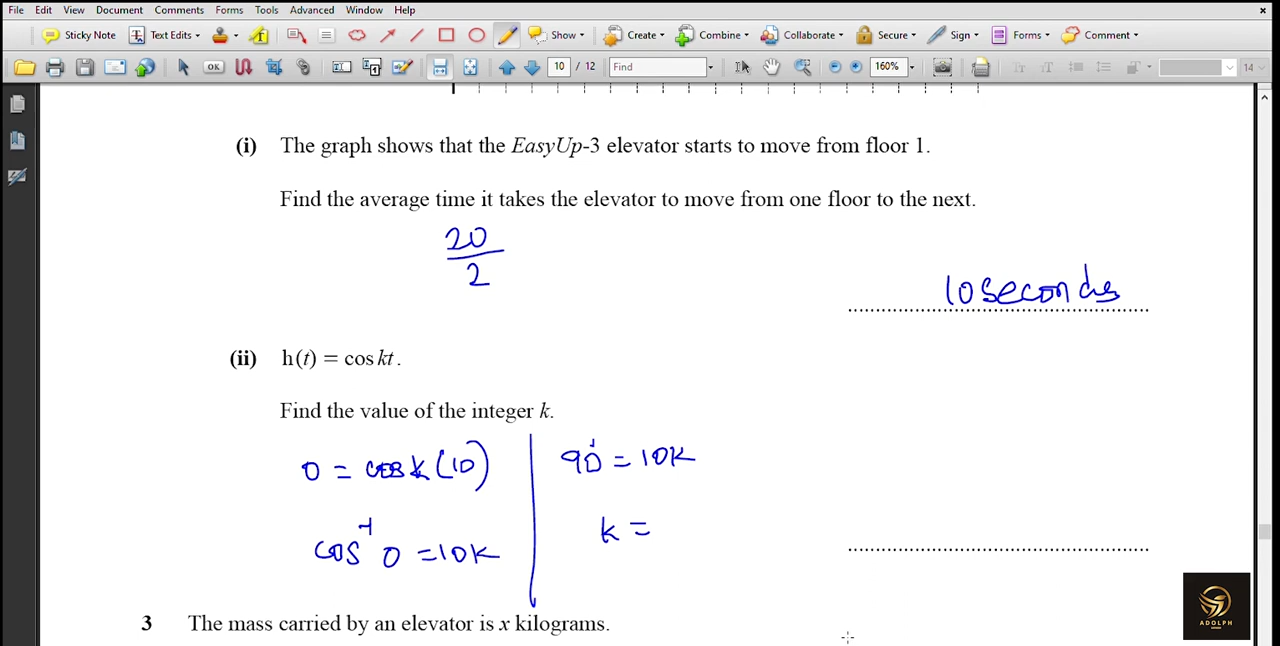 File Edit View Document Comments Forms Tools Advanced Window Help ×
Sticky Note Text Edits T Show Create Combine Collaborate Secure Sign Forms Comment
OK 10 / 12 Find 160% Tr T 14
(i) The graph shows that the EasyUp-3 elevator starts to move from floor 1.
Find the average time it takes the elevator to move from one floor to the next.
20
2
10 seconds
(ii) h(t) = cos kt.
Find the value of the integer k.
0 = cos k(10)
90° = 10k
cos⁻¹ 0 = 10k
k =
3 The mass carried by an elevator is x kilograms.
ADOLPH